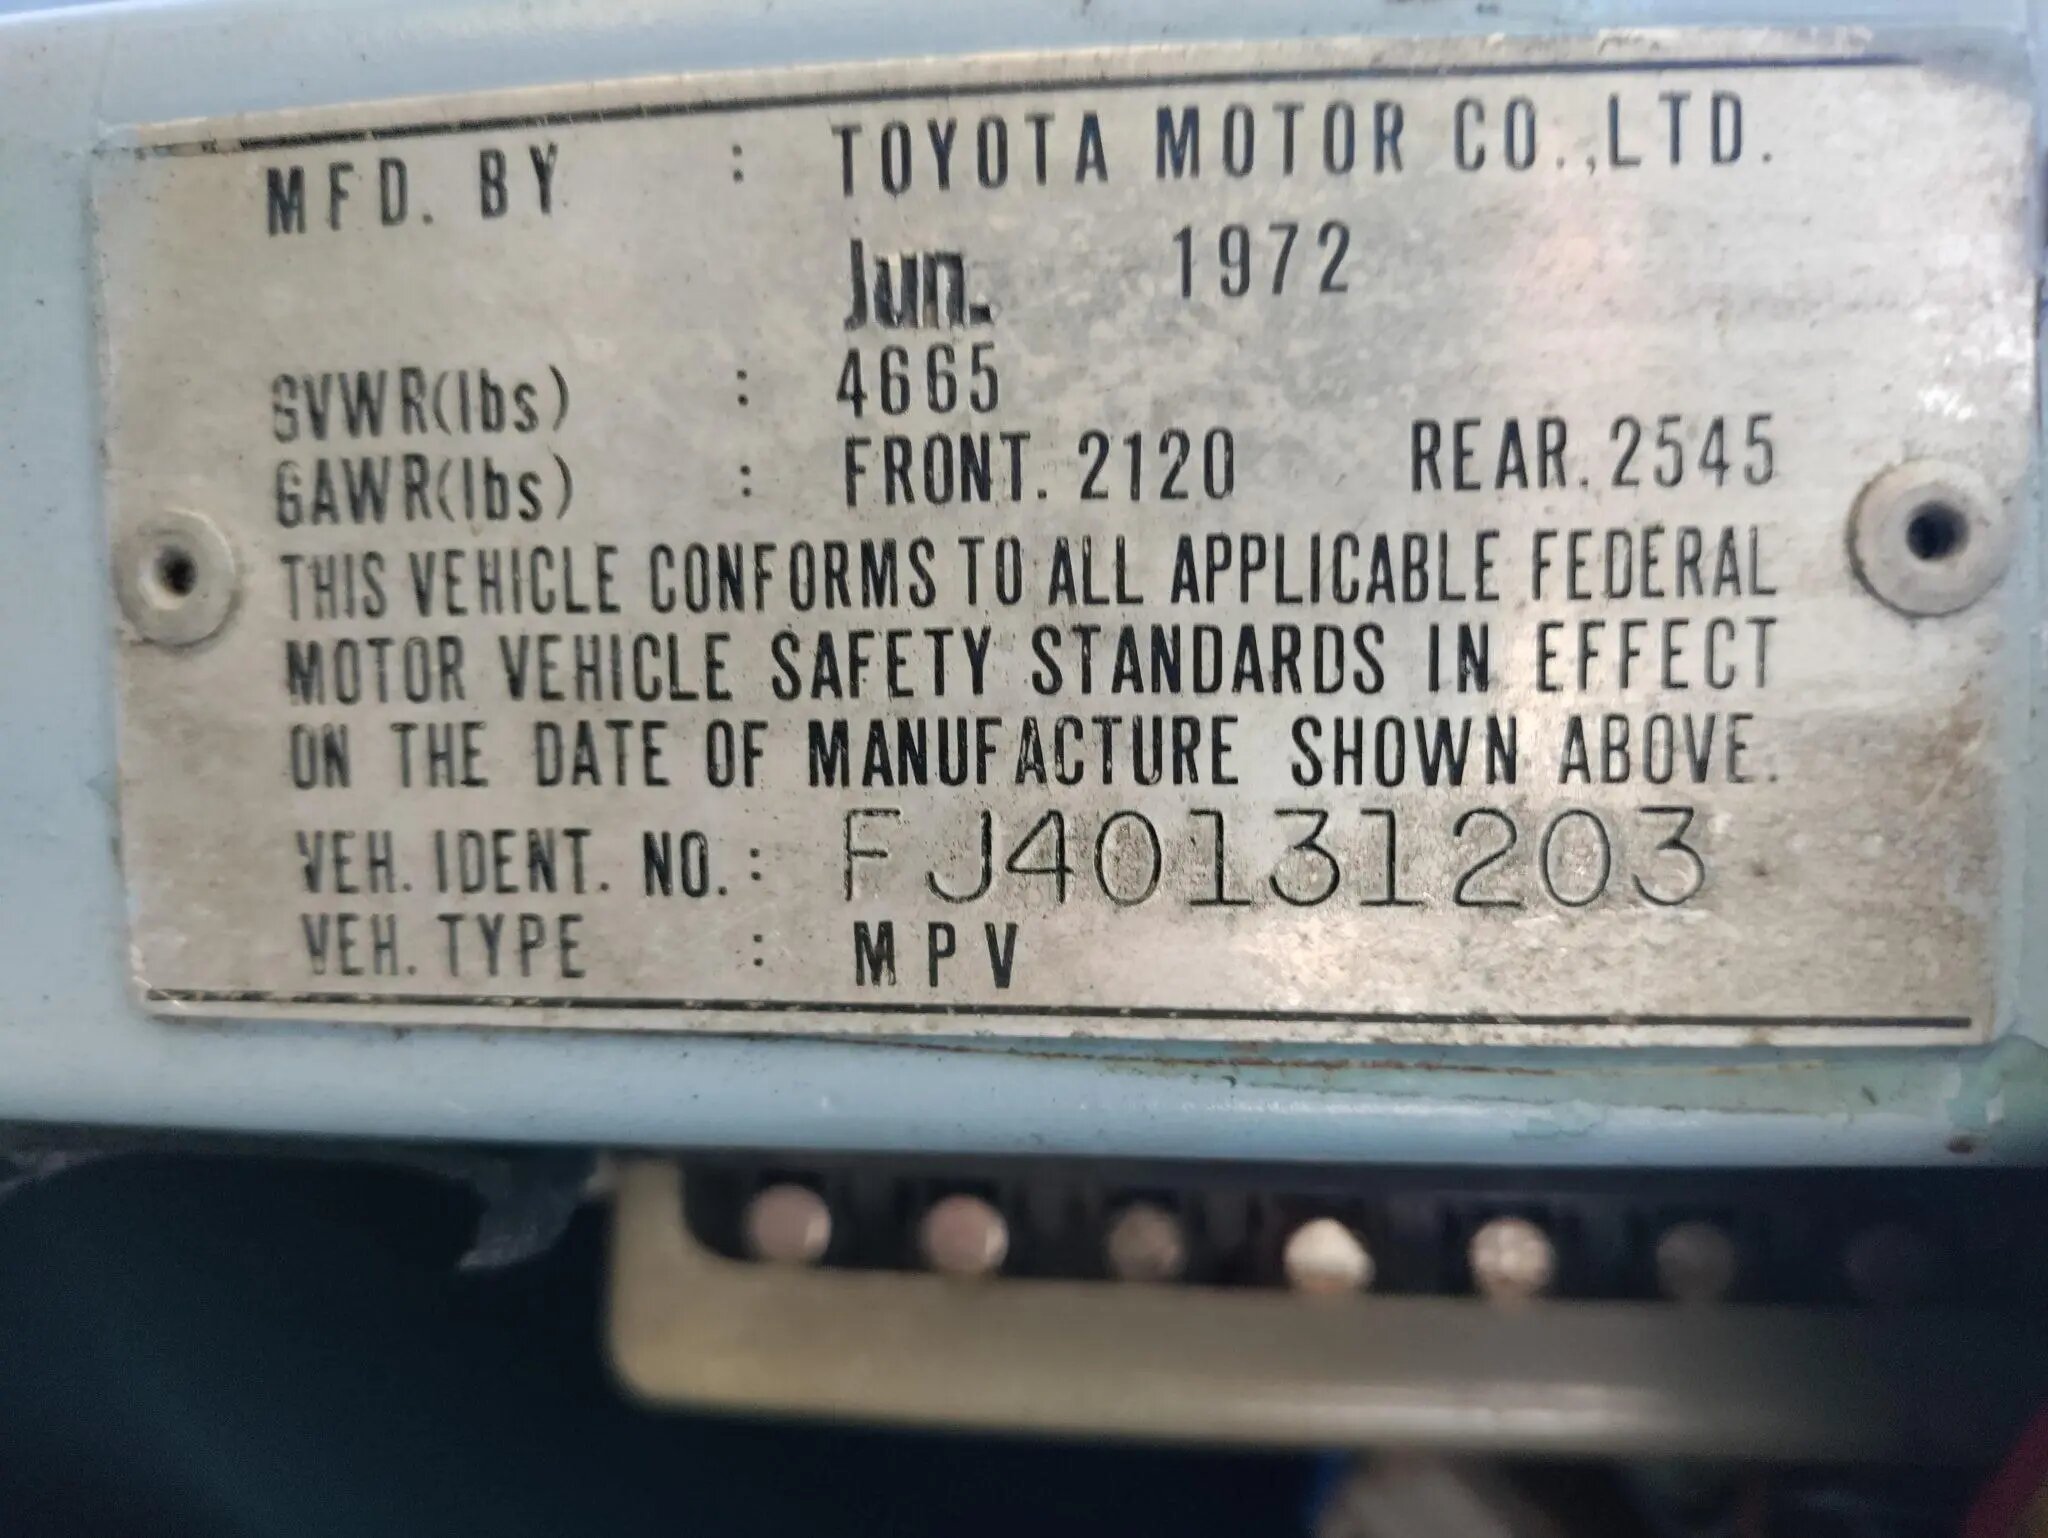 MFD. BY : TOYOTA MOTOR CO.,LTD.
Jun. 1972
GVWR(lbs) : 4665
GAWR(lbs) : FRONT. 2120 REAR. 2545
THIS VEHICLE CONFORMS TO ALL APPLICABLE FEDERAL
MOTOR VEHICLE SAFETY STANDARDS IN EFFECT
ON THE DATE OF MANUFACTURE SHOWN ABOVE.
VEH. IDENT. NO. : FJ40131203
VEH. TYPE : MPV